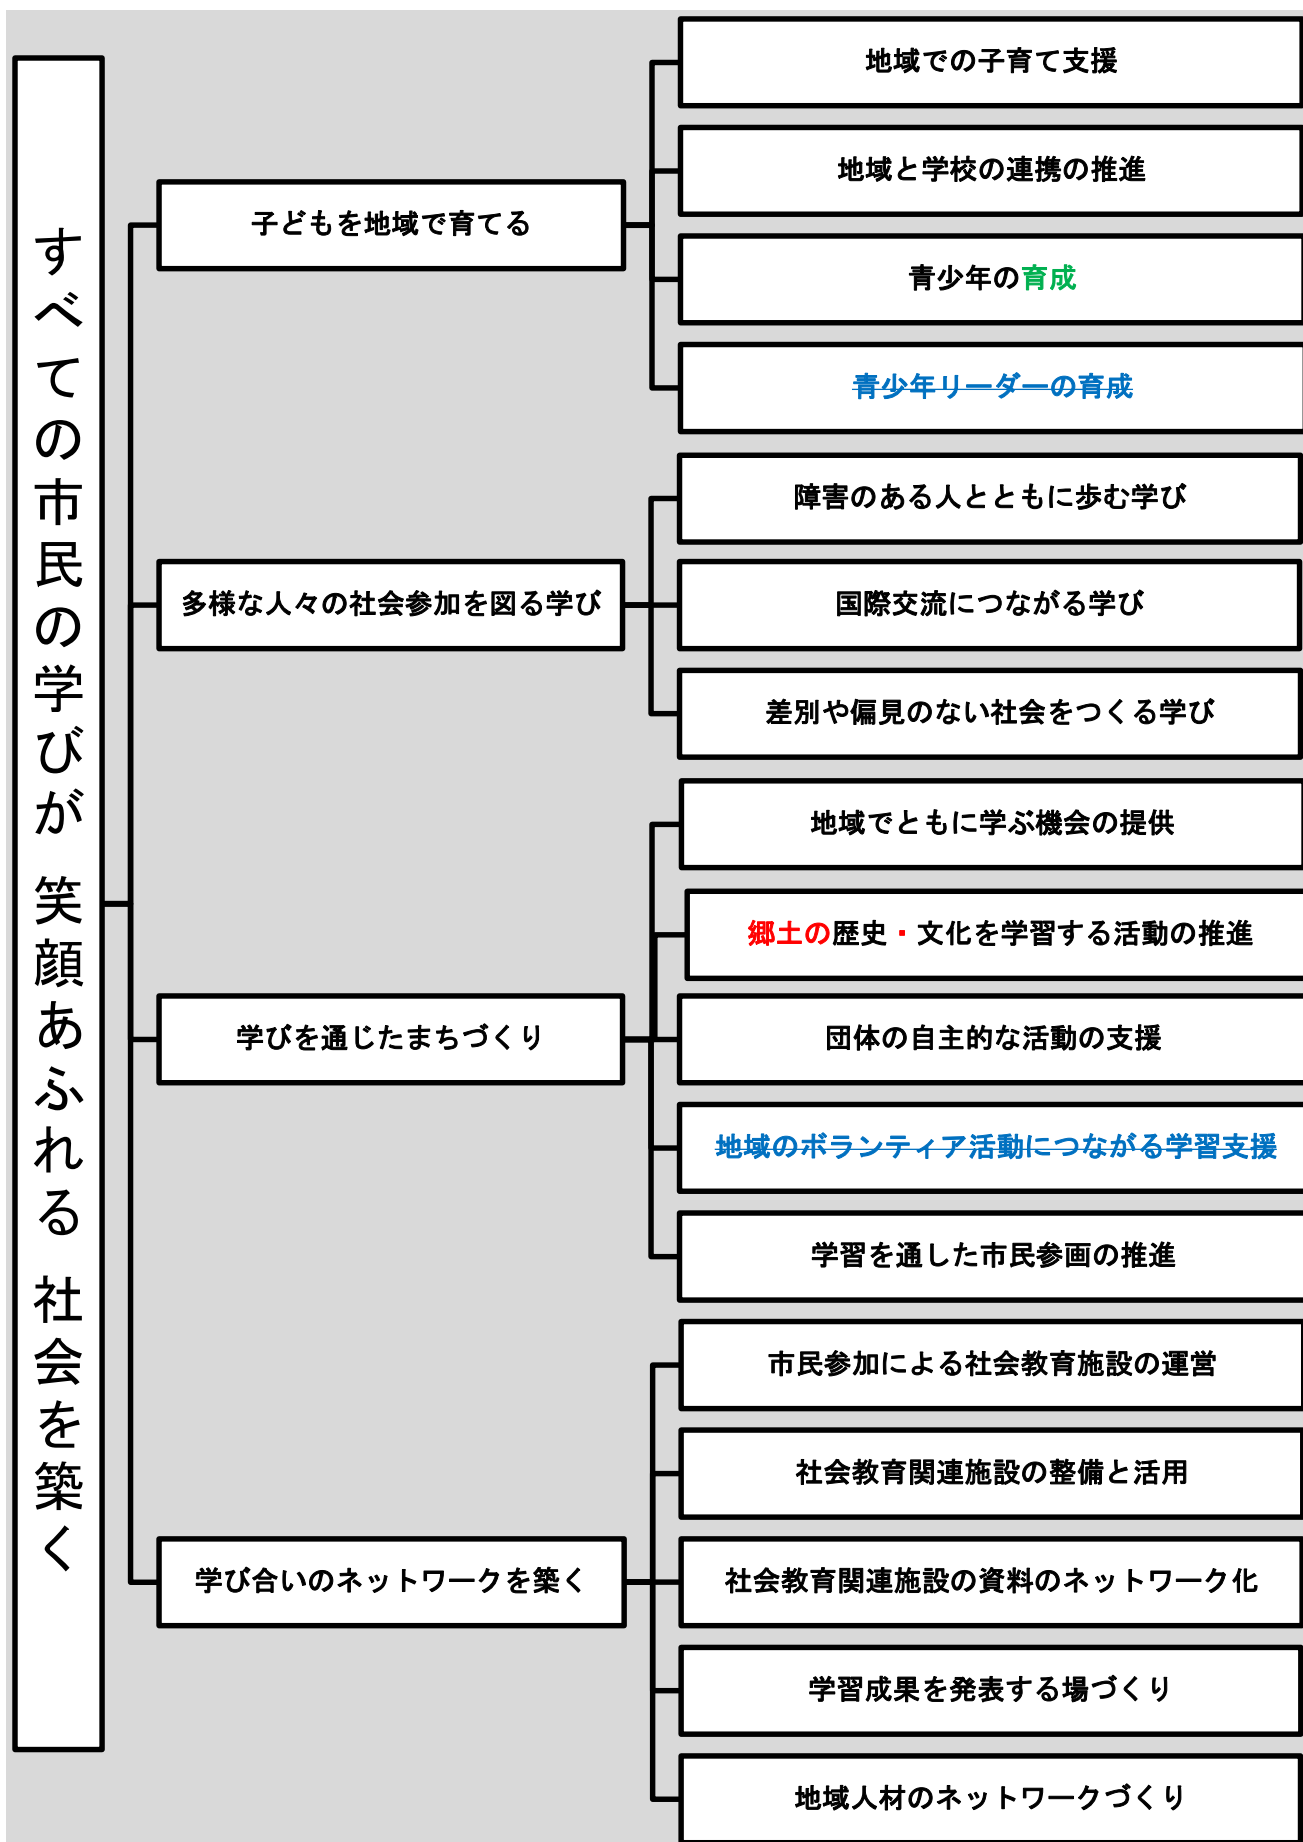 すべての市民の学びが 笑顔あふれる 社会を築く
子どもを地域で育てる
地域での子育て支援
地域と学校の連携の推進
青少年の育成
青少年リーダーの育成
多様な人々の社会参加を図る学び
障害のある人とともに歩む学び
国際交流につながる学び
差別や偏見のない社会をつくる学び
学びを通じたまちづくり
地域でともに学ぶ機会の提供
郷土の歴史・文化を学習する活動の推進
団体の自主的な活動の支援
地域のボランティア活動につながる学習支援
学習を通した市民参画の推進
学び合いのネットワークを築く
市民参加による社会教育施設の運営
社会教育関連施設の整備と活用
社会教育関連施設の資料のネットワーク化
学習成果を発表する場づくり
地域人材のネットワークづくり